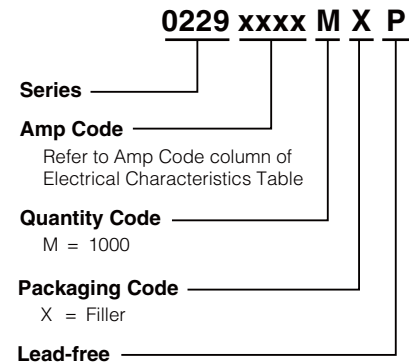 0229 xxxx M X P
Series
Amp Code
Refer to Amp Code column of
Electrical Characteristics Table
Quantity Code
M = 1000
Packaging Code
X = Filler
Lead-free